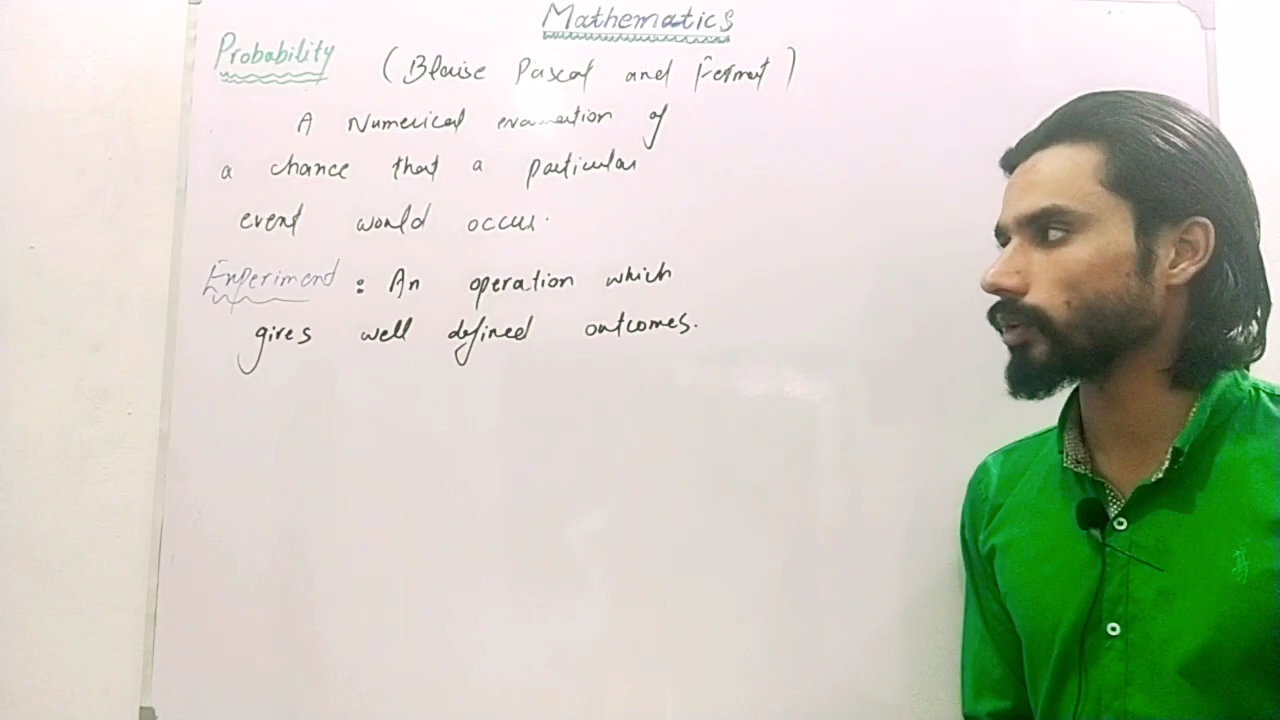 Mathematics
Probability (Blaise Pascal and Fermat)
A Numerical of
a chance that a particular
event would occur.
Experiment : An operation which
gives well defined outcomes.